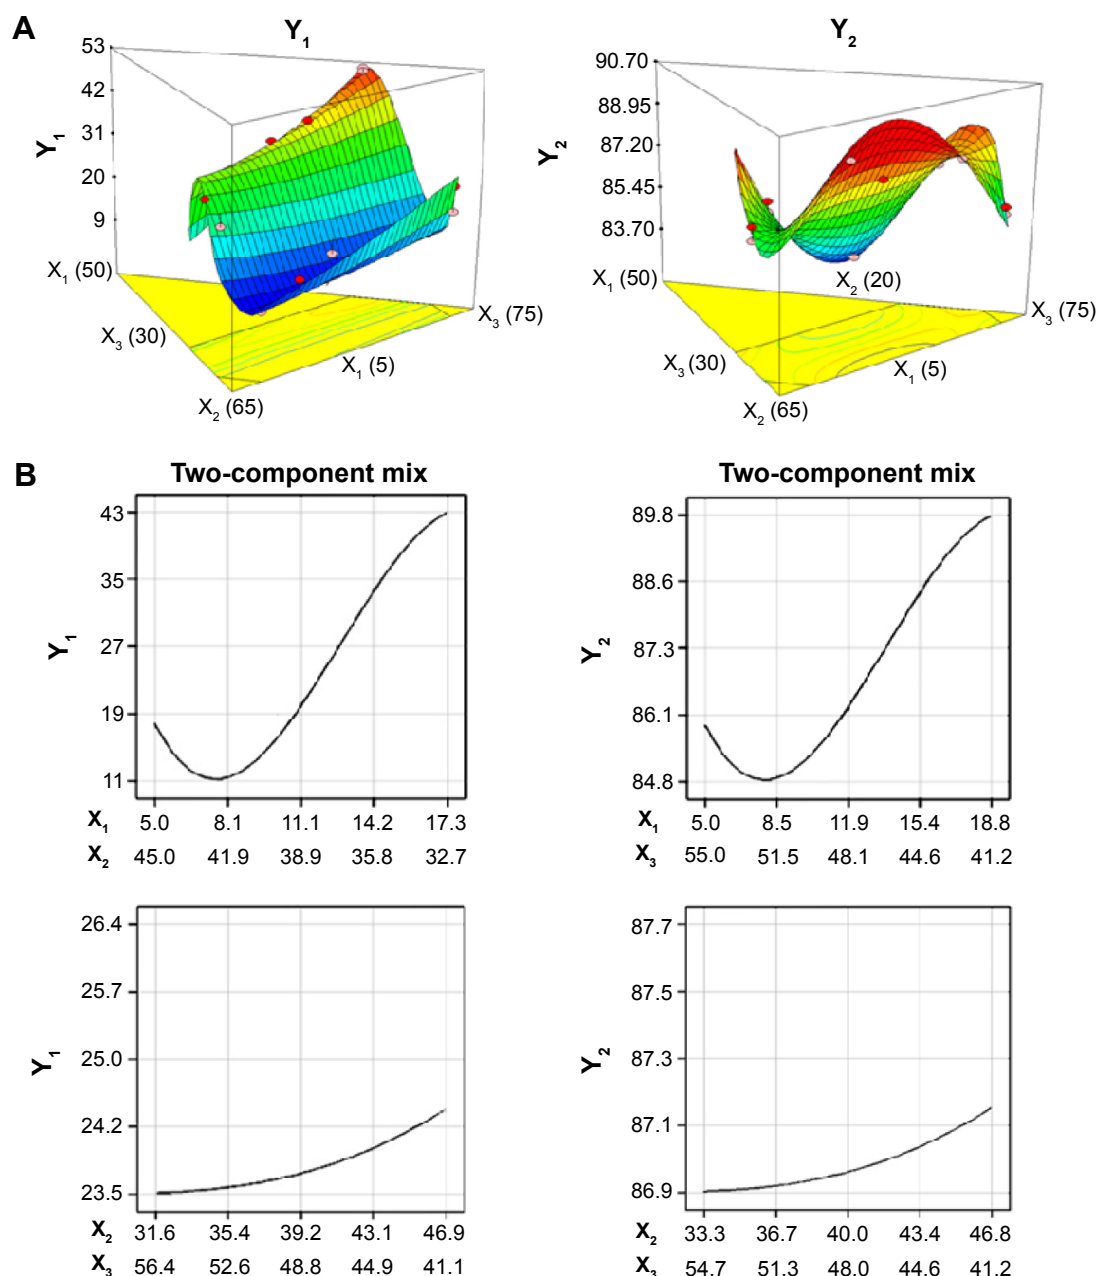 A
Y1
Y2
53
42
31
20
9
Y1
X1 (50)
X3 (30)
X2 (65)
X1 (5)
X3 (75)
90.70
88.95
87.20
85.45
83.70
Y2
X1 (50)
X2 (20)
X3 (30)
X2 (65)
X1 (5)
X3 (75)
B
Two-component mix
43
35
27
19
11
Y1
X1 5.0 8.1 11.1 14.2 17.3
X2 45.0 41.9 38.9 35.8 32.7
Two-component mix
89.8
88.6
87.3
86.1
84.8
Y2
X1 5.0 8.5 11.9 15.4 18.8
X3 55.0 51.5 48.1 44.6 41.2
26.4
25.7
25.0
24.2
23.5
Y1
X2 31.6 35.4 39.2 43.1 46.9
X3 56.4 52.6 48.8 44.9 41.1
87.7
87.5
87.3
87.1
86.9
Y2
X2 33.3 36.7 40.0 43.4 46.8
X3 54.7 51.3 48.0 44.6 41.2